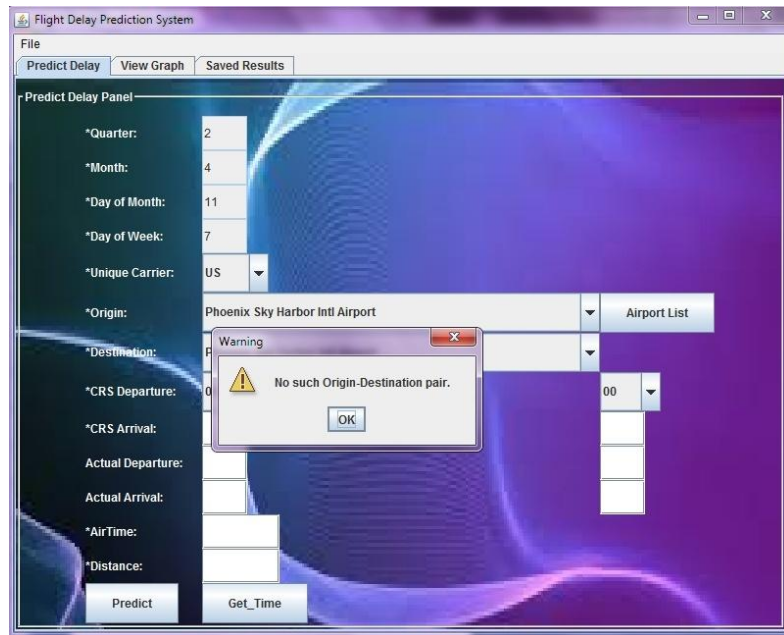 Flight Delay Prediction System
File
Predict Delay View Graph Saved Results
Predict Delay Panel
*Quarter: 2
*Month: 4
*Day of Month: 11
*Day of Week: 7
*Unique Carrier: US
*Origin: Phoenix Sky Harbor Intl Airport Airport List
Warning
*Destination:
No such Origin-Destination pair.
*CRS Departure: 00
OK
*CRS Arrival:
Actual Departure:
Actual Arrival:
*AirTime:
*Distance:
Predict Get_Time